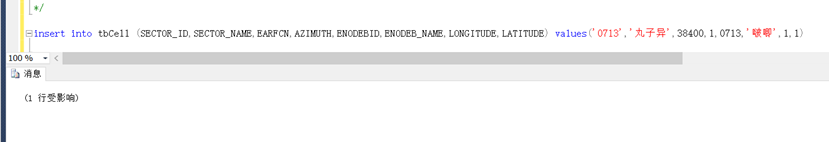 */
insert into tbCell (SECTOR_ID,SECTOR_NAME,EARFCN,AZIMUTH,ENODEBID,ENODEB_NAME,LONGITUDE,LATITUDE) values('0713','丸子异',38400,1,0713,'啵唧',1,1)
100 %
消息
(1 行受影响)